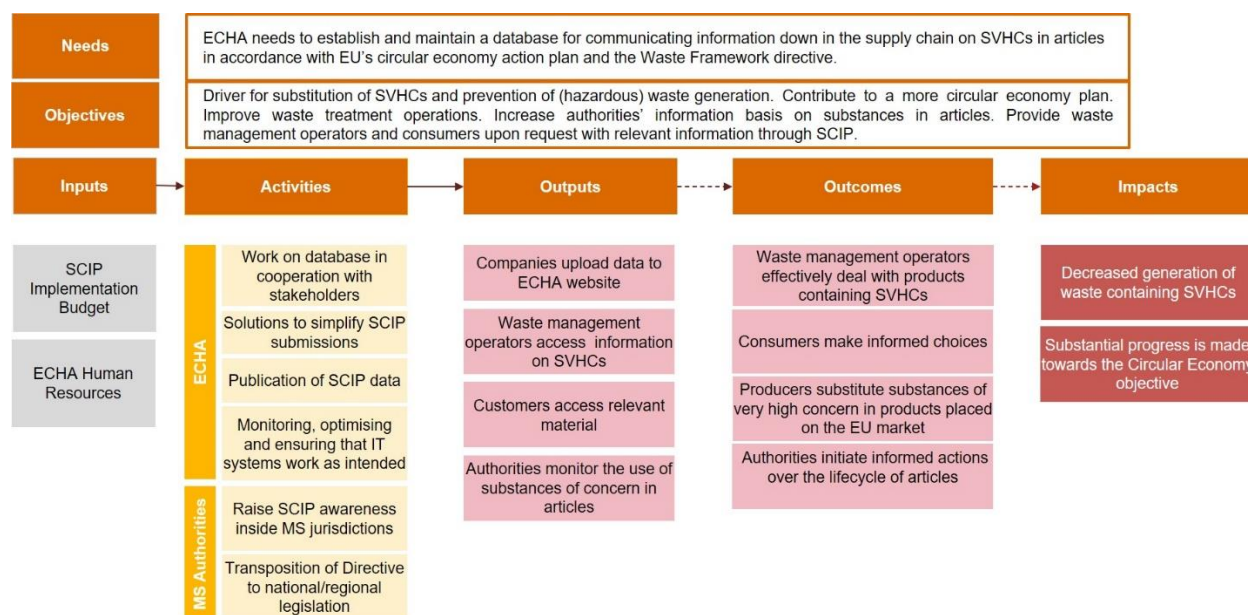 Needs
ECHA needs to establish and maintain a database for communicating information down in the supply chain on SVHCs in articles
in accordance with EU's circular economy action plan and the Waste Framework directive.
Objectives
Driver for substitution of SVHCs and prevention of (hazardous) waste generation. Contribute to a more circular economy plan.
Improve waste treatment operations. Increase authorities' information basis on substances in articles. Provide waste
management operators and consumers upon request with relevant information through SCIP.
Inputs
Activities
Outputs
Outcomes
Impacts
SCIP
Implementation
Budget
ECHA Human
Resources
ECHA
Work on database in
cooperation with
stakeholders
Solutions to simplify SCIP
submissions
Publication of SCIP data
Monitoring, optimising
and ensuring that IT
systems work as intended
MS Authorities
Raise SCIP awareness
inside MS jurisdictions
Transposition of Directive
to national/regional
legislation
Companies upload data to
ECHA website
Waste management
operators access information
on SVHCs
Customers access relevant
material
Authorities monitor the use of
substances of concern in
articles
Waste management operators
effectively deal with products
containing SVHCs
Consumers make informed choices
Producers substitute substances of
very high concern in products placed
on the EU market
Authorities initiate informed actions
over the lifecycle of articles
Decreased generation of
waste containing SVHCs
Substantial progress is made
towards the Circular Economy
objective